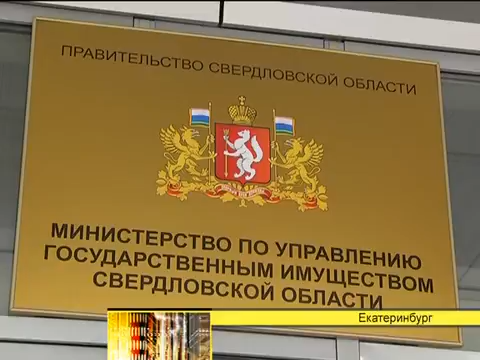 ПРАВИТЕЛЬСТВО СВЕРДЛОВСКОЙ ОБЛАСТИ
МИНИСТЕРСТВО ПО УПРАВЛЕНИЮ
ГОСУДАРСТВЕННЫМ ИМУЩЕСТВОМ
СВЕРДЛОВСКОЙ ОБЛАСТИ
Екатеринбург